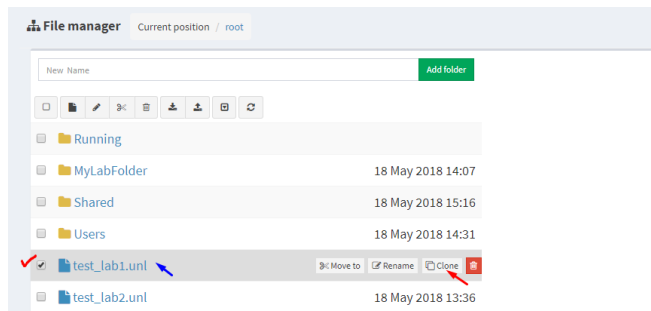 File manager Current position / root
New Name Add folder
Running
MyLabFolder 18 May 2018 14:07
Shared 18 May 2018 15:16
Users 18 May 2018 14:31
test_lab1.unl Move to Rename Clone
test_lab2.unl 18 May 2018 13:36